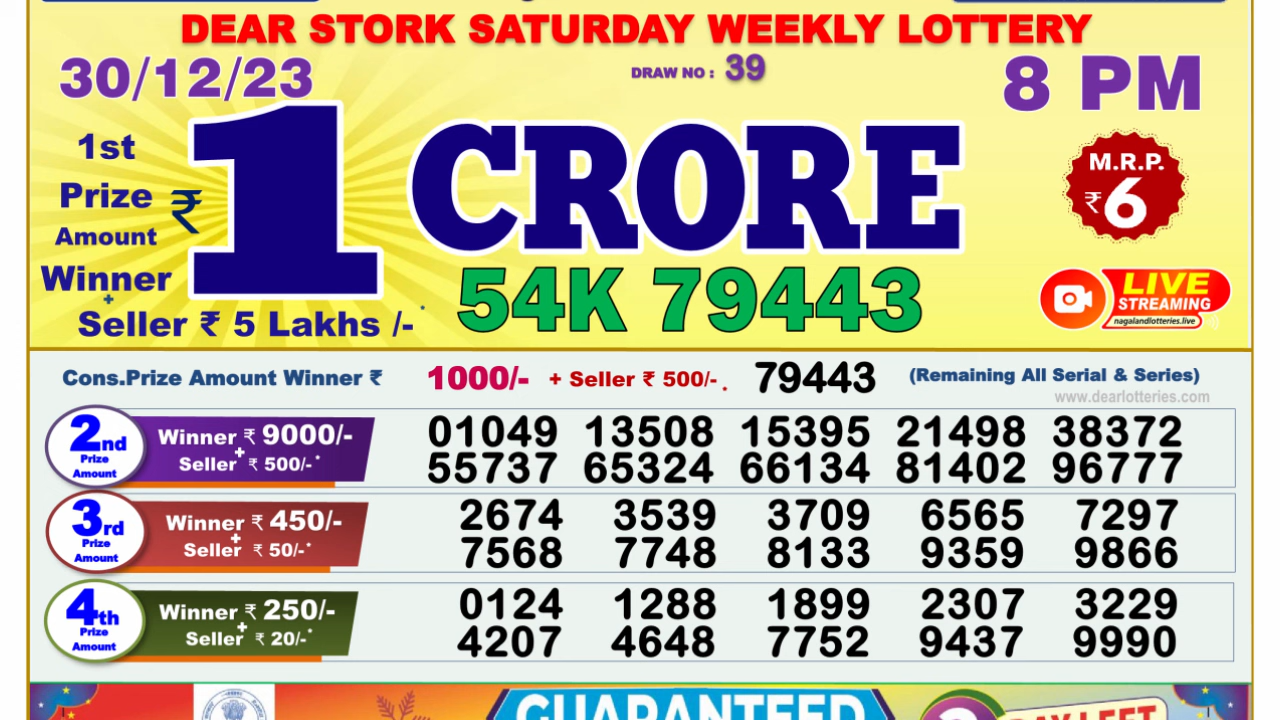 DEAR STORK SATURDAY WEEKLY LOTTERY
30/12/23
DRAW NO : 39
8 PM
1st
Prize
Amount
Winner
+
Seller ₹ 5 Lakhs /-*
₹ 1 CRORE
54K 79443
M.R.P.
₹ 6
LIVE
STREAMING
nagalandlotteries.live
Cons.Prize Amount Winner ₹ 1000/- + Seller ₹ 500/- . 79443 (Remaining All Serial & Series)
www.dearlotteries.com
2nd
Prize
Amount
Winner ₹ 9000/-
+
Seller ₹ 500/-*
01049 13508 15395 21498 38372
55737 65324 66134 81402 96777
3rd
Prize
Amount
Winner ₹ 450/-
+
Seller ₹ 50/-*
2674 3539 3709 6565 7297
7568 7748 8133 9359 9866
4th
Prize
Amount
Winner ₹ 250/-
+
Seller ₹ 20/-*
0124 1288 1899 2307 3229
4207 4648 7752 9437 9990
GUARANTEED
DAY LEFT